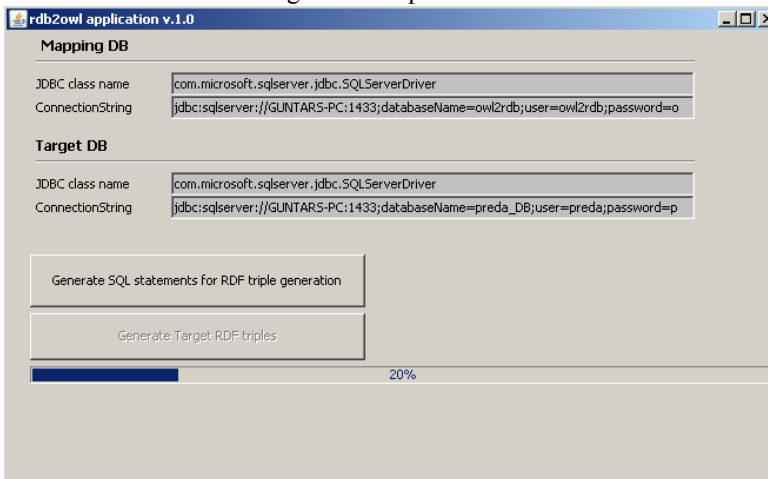 rdb2owl application v.1.0
Mapping DB
JDBC class name com.microsoft.sqlserver.jdbc.SQLServerDriver
ConnectionString jdbc:sqlserver://GUNTARS-PC:1433;databaseName=owl2rdb;user=owl2rdb;password=o
Target DB
JDBC class name com.microsoft.sqlserver.jdbc.SQLServerDriver
ConnectionString jdbc:sqlserver://GUNTARS-PC:1433;databaseName=preda_DB;user=preda;password=p
Generate SQL statements for RDF triple generation
Generate Target RDF triples
20%